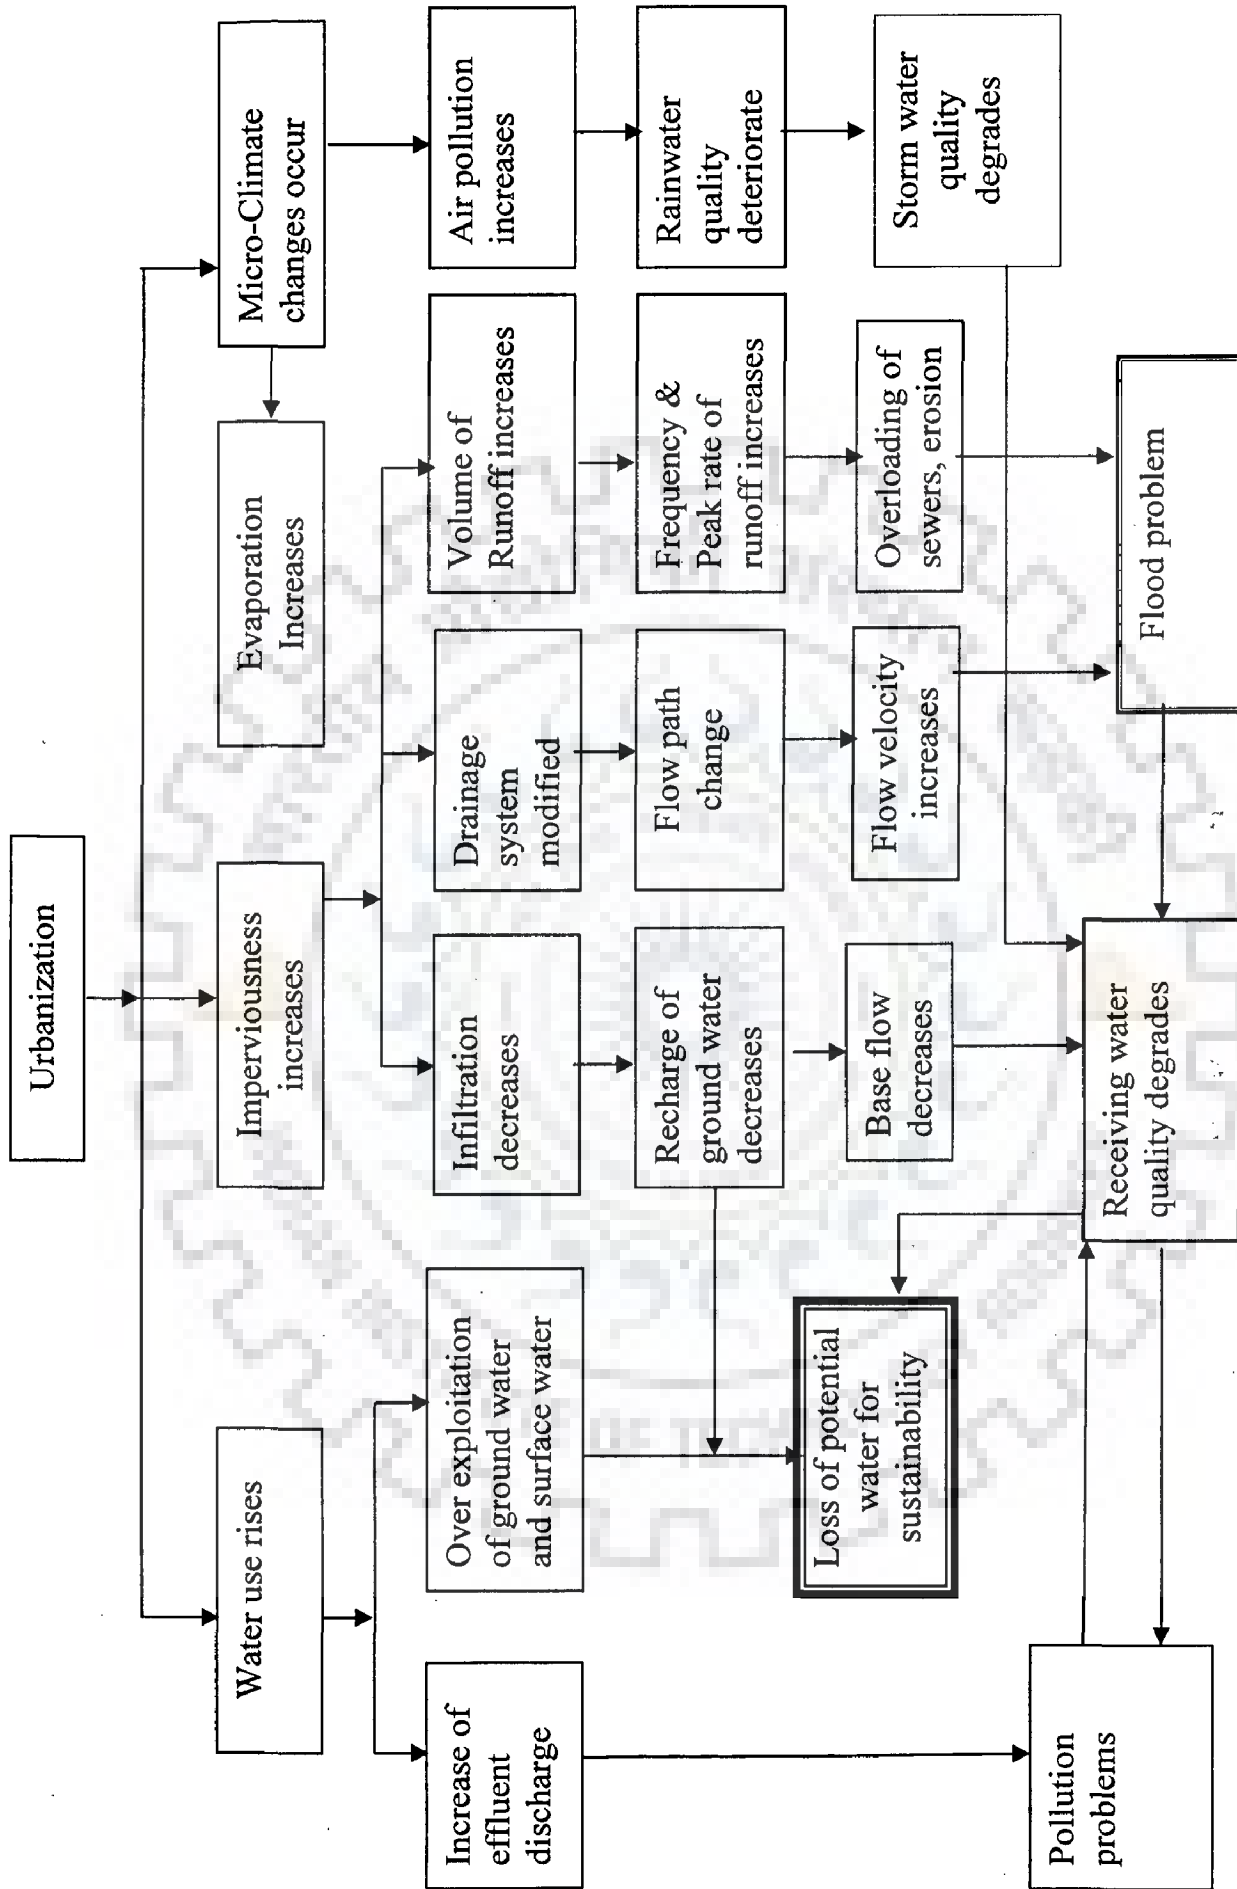 Urbanization
Water use rises
Imperviousness
increases
Evaporation
Increases
Micro-Climate
changes occur
Increase of
effluent
discharge
Over exploitation
of ground water
and surface water
Infiltration
decreases
Drainage
system
modified
Volume of
Runoff increases
Air pollution
increases
Recharge of
ground water
decreases
Flow path
change
Frequency &
Peak rate of
runoff increases
Rainwater
quality
deteriorate
Loss of potential
water for
sustainability
Base flow
decreases
Flow velocity
increases
Overloading of
sewers, erosion
Storm water
quality
degrades
Pollution
problems
Receiving water
quality degrades
Flood problem